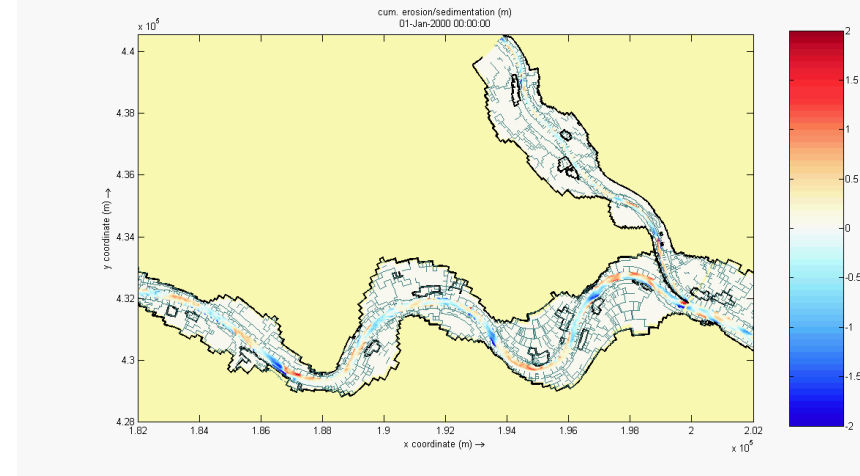 cum. erosion/sedimentation (m)
01-Jan-2000 00:00:00
x 10^5
4.4
4.38
4.36
4.34
4.32
4.3
4.28
y coordinate (m) →
1.82 1.84 1.86 1.88 1.9 1.92 1.94 1.96 1.98 2 2.02
x coordinate (m) →
x 10^5
2
1.5
1
0.5
0
-0.5
-1
-1.5
-2